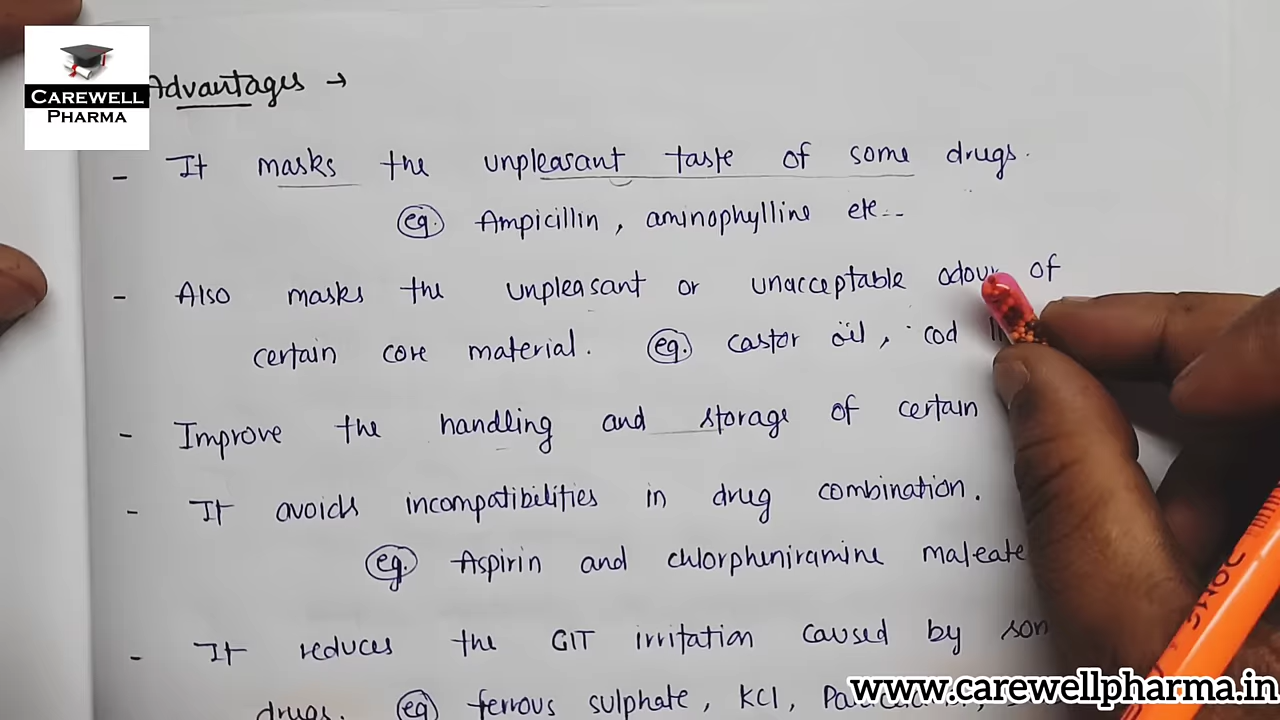 CAREWELL
PHARMA
Advantages →
- It masks the unpleasant taste of some drugs.
eg. Ampicillin, aminophylline etc...
- Also masks the unpleasant or unacceptable odour of
certain core material. eg. castor oil, cod
- Improve the handling and storage of certain
- It avoids incompatibilities in drug combination.
eg. Aspirin and chlorpheniramine maleate
- It reduces the GIT irritation caused by
drugs. eg ferrous sulphate, KCl,
www.carewellpharma.in